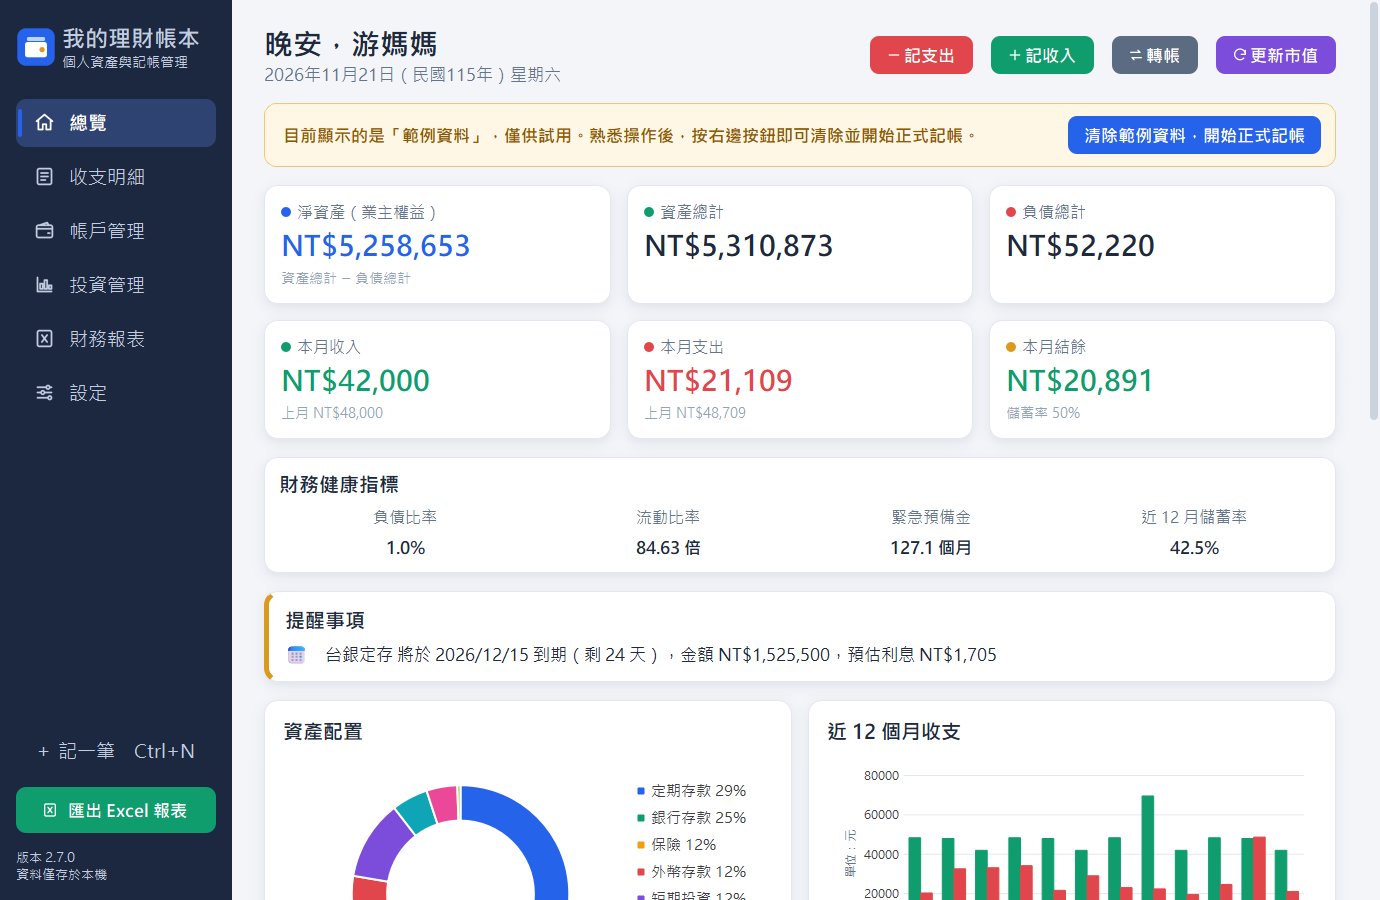 我的理財帳本
個人資產與記帳管理
總覽
收支明細
帳戶管理
投資管理
財務報表
設定
+ 記一筆 Ctrl+N
匯出 Excel 報表
版本 2.7.0
資料僅存於本機
晚安，游媽媽
2026年11月21日（民國115年）星期六
− 記支出
+ 記收入
轉帳
更新市值
目前顯示的是「範例資料」，僅供試用。熟悉操作後，按右邊按鈕即可清除並開始正式記帳。
清除範例資料，開始正式記帳
淨資產（業主權益）
NT$5,258,653
資產總計 − 負債總計
資產總計
NT$5,310,873
負債總計
NT$52,220
本月收入
NT$42,000
上月 NT$48,000
本月支出
NT$21,109
上月 NT$48,709
本月結餘
NT$20,891
儲蓄率 50%
財務健康指標
負債比率
1.0%
流動比率
84.63 倍
緊急預備金
127.1 個月
近 12 月儲蓄率
42.5%
提醒事項
台銀定存 將於 2026/12/15 到期（剩 24 天），金額 NT$1,525,500，預估利息 NT$1,705
資產配置
定期存款 29%
銀行存款 25%
保險 12%
外幣存款 12%
短期投資 12%
近 12 個月收支
單位：元
80000
60000
40000
20000